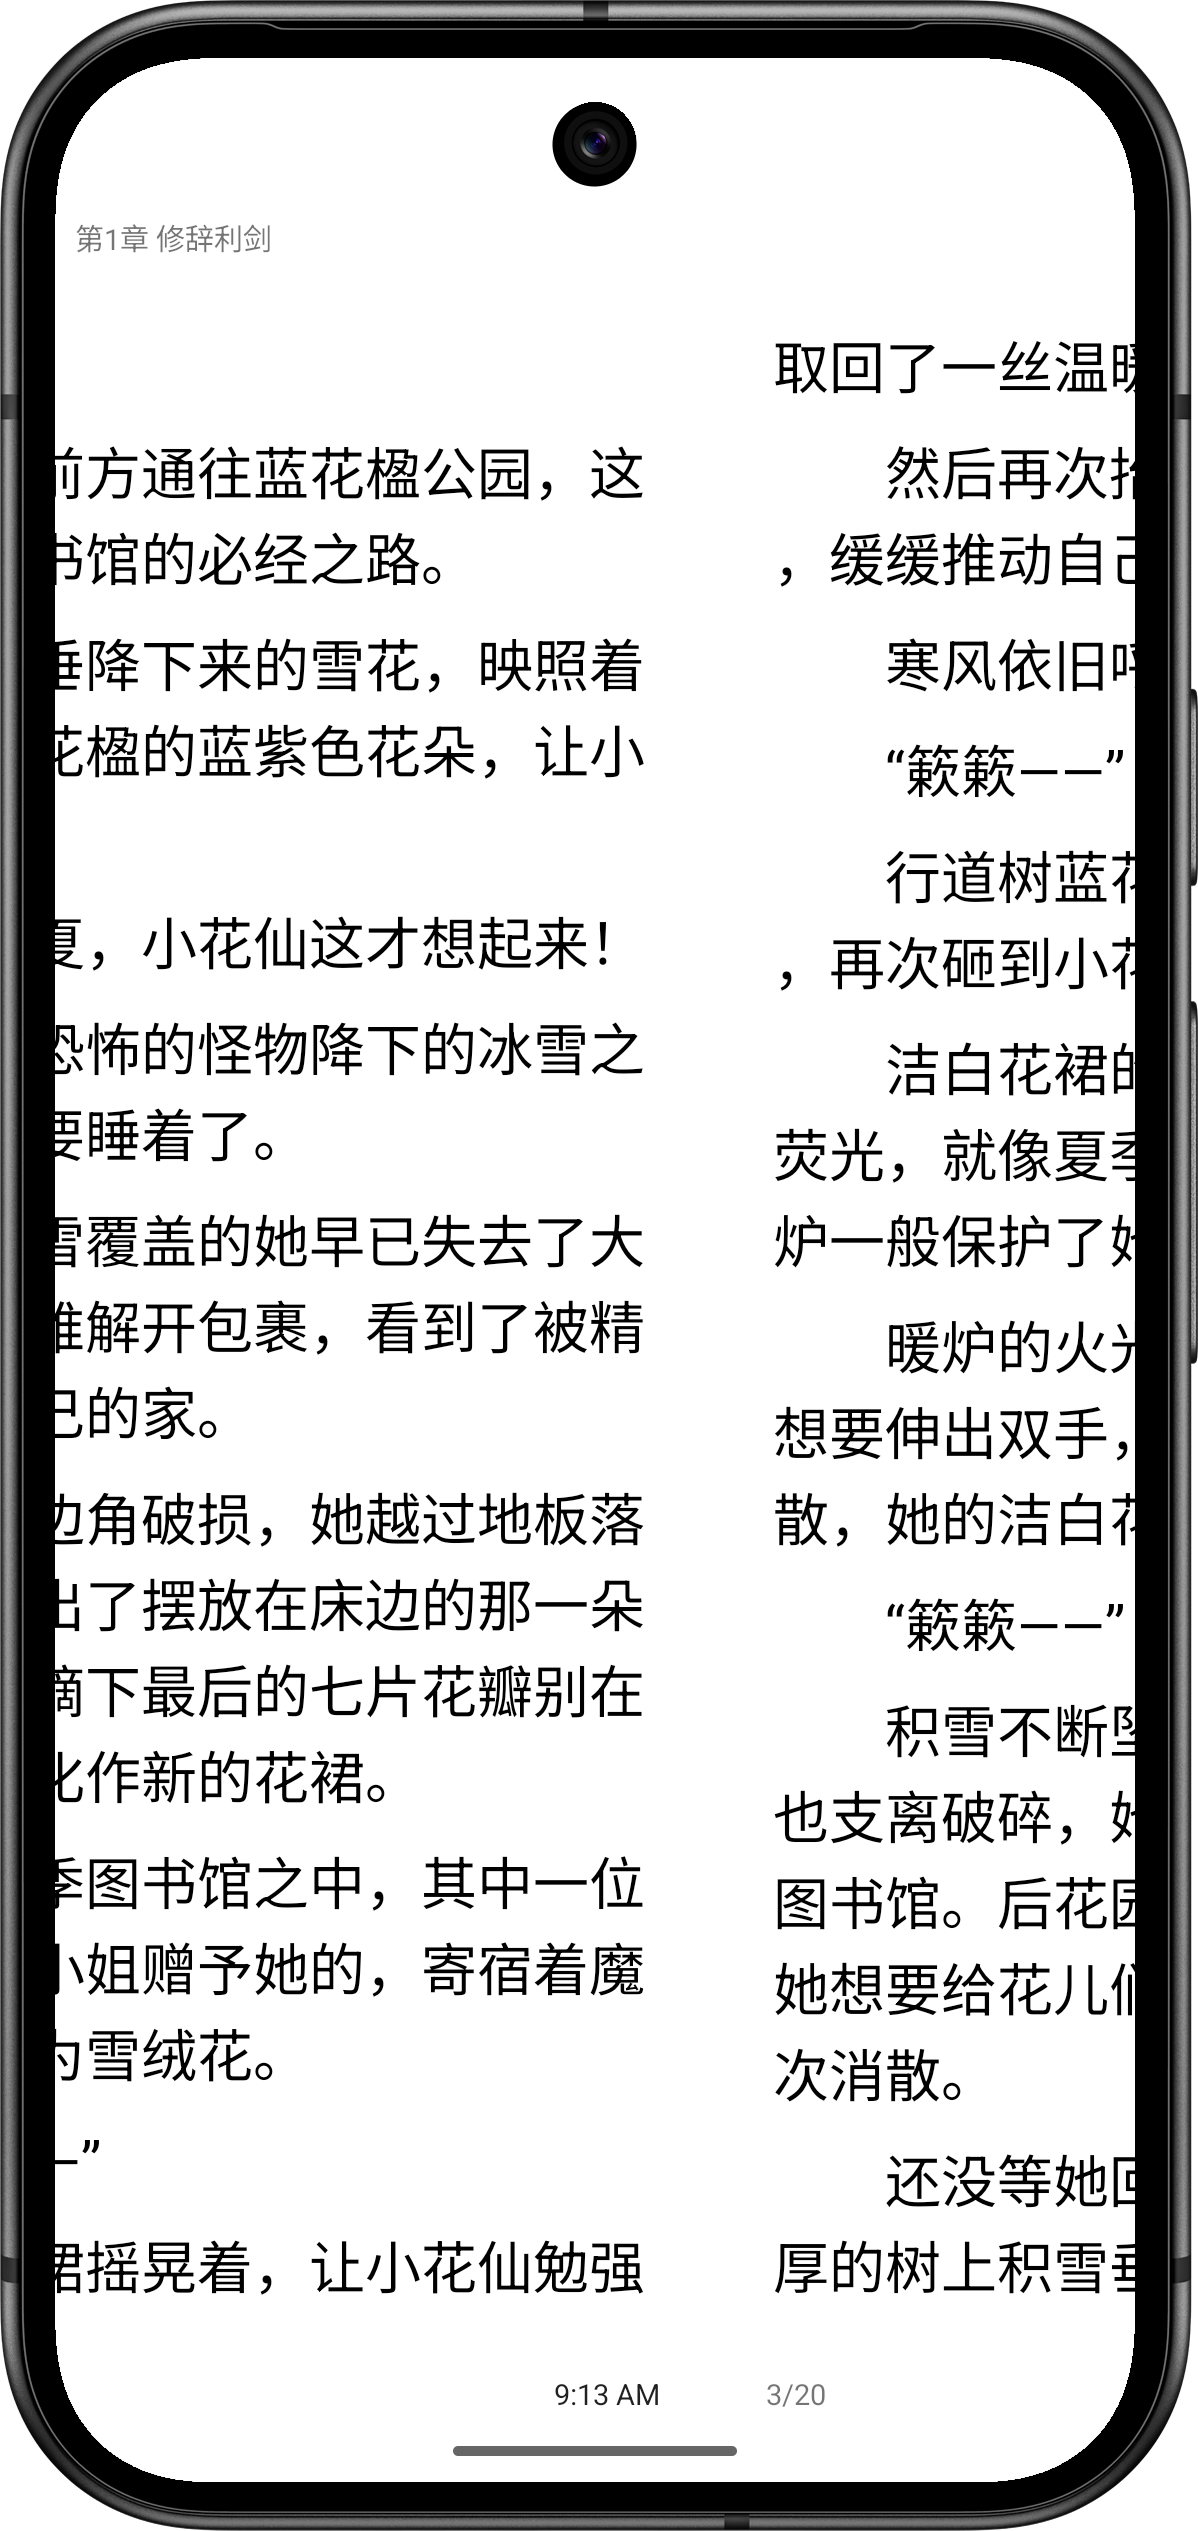 第1章 修辞利剑
前方通往蓝花楹公园，这
书馆的必经之路。
垂降下来的雪花，映照着
花楹的蓝紫色花朵，让小
夏，小花仙这才想起来！
恐怖的怪物降下的冰雪之
要睡着了。
雪覆盖的她早已失去了大
难解开包裹，看到了被精
己的家。
边角破损，她越过地板落
出了摆放在床边的那一朵
摘下最后的七片花瓣别在
化作新的花裙。
季图书馆之中，其中一位
小姐赠予她的，寄宿着魔
为雪绒花。
—”
裙摇晃着，让小花仙勉强
取回了一丝温暖
然后再次抬
，缓缓推动自己
寒风依旧呼
“簌簌——”
行道树蓝花
，再次砸到小花
洁白花裙的
荧光，就像夏季
炉一般保护了她
暖炉的火光
想要伸出双手，
散，她的洁白花
“簌簌——”
积雪不断坠
也支离破碎，她
图书馆。后花园
她想要给花儿们
次消散。
还没等她回
厚的树上积雪垂
9:13 AM
3/20